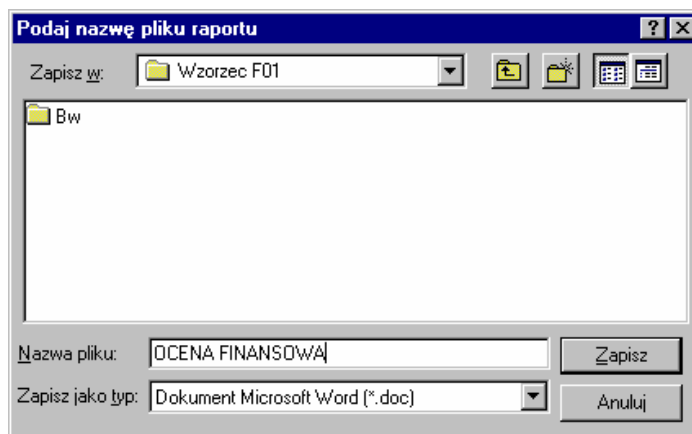 Podaj nazwę pliku raportu
Zapisz w: Wzorzec F01
Bw
Nazwa pliku: OCENA FINANSOWA Zapisz
Zapisz jako typ: Dokument Microsoft Word (*.doc) Anuluj